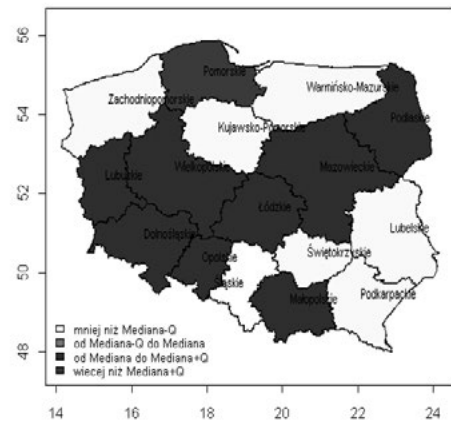 56
54
52
50
48
Pomorskie
Warmińsko-Mazurskie
Zachodniopomorskie
Podlaskie
Kujawsko-Pomorskie
Wielkopolskie
Mazowieckie
Lubuskie
Łódzkie
Lubelskie
Dolnośląskie
Świętokrzyskie
Opolskie
Śląskie
Podkarpackie
Małopolskie
mniej niż Mediana-Q
od Mediana-Q do Mediana
od Mediana do Mediana+Q
wiecej niż Mediana+Q
14 16 18 20 22 24